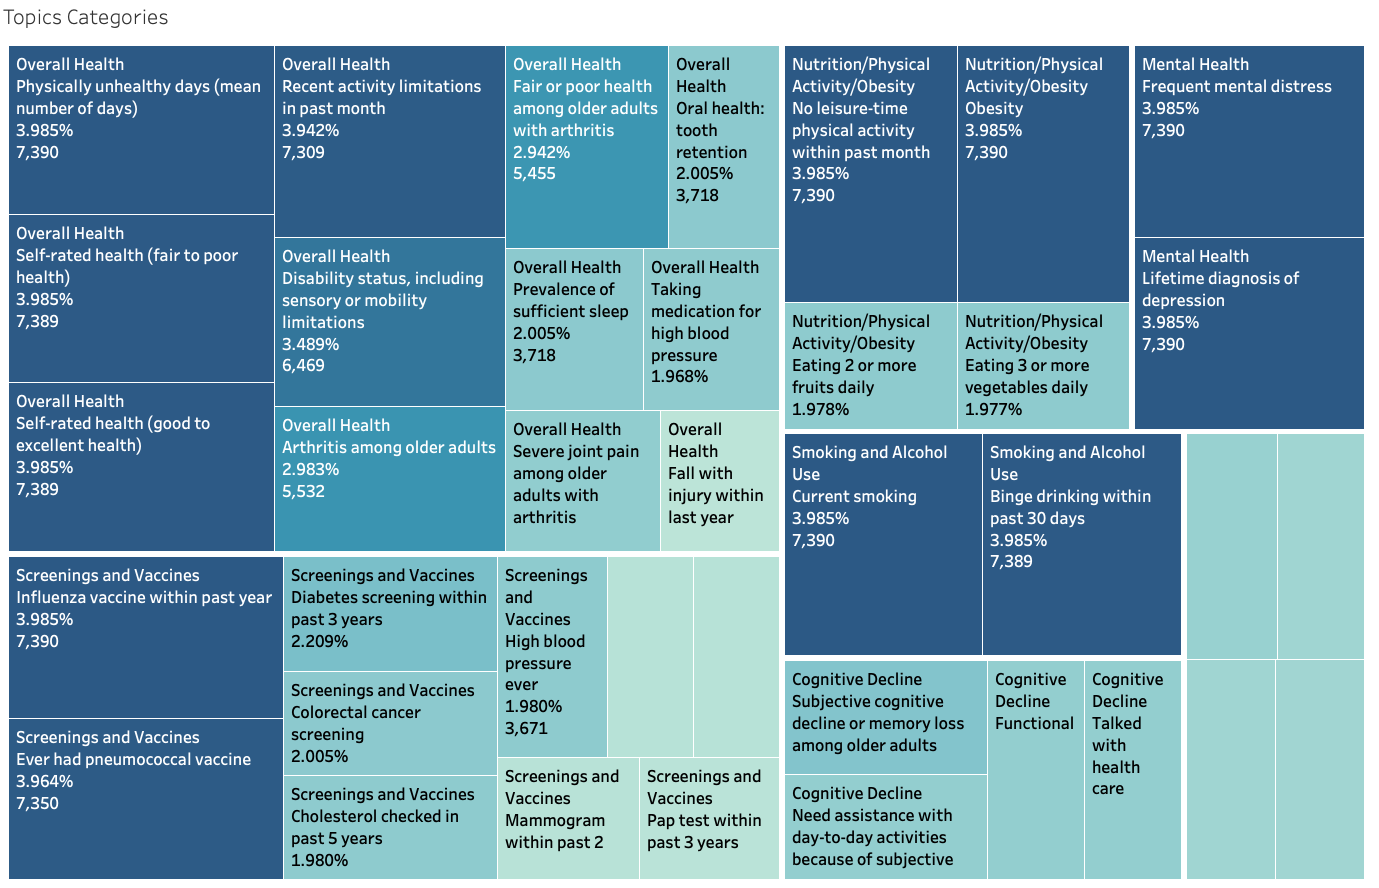 Topics Categories
Overall Health
Physically unhealthy days (mean
number of days)
3.985%
7,390
Overall Health
Self-rated health (fair to poor
health)
3.985%
7,389
Overall Health
Self-rated health (good to
excellent health)
3.985%
7,389
Overall Health
Recent activity limitations
in past month
3.942%
7,309
Overall Health
Disability status, including
sensory or mobility
limitations
3.489%
6,469
Overall Health
Arthritis among older adults
2.983%
5,532
Overall Health
Fair or poor health
among older adults
with arthritis
2.942%
5,455
Overall
Health
Oral health:
tooth
retention
2.005%
3,718
Overall Health
Prevalence of
sufficient sleep
2.005%
3,718
Overall Health
Taking
medication for
high blood
pressure
1.968%
Overall Health
Severe joint pain
among older
adults with
arthritis
Overall
Health
Fall with
injury within
last year
Screenings and Vaccines
Influenza vaccine within past year
3.985%
7,390
Screenings and Vaccines
Ever had pneumococcal vaccine
3.964%
7,350
Screenings and Vaccines
Diabetes screening within
past 3 years
2.209%
Screenings and Vaccines
Colorectal cancer
screening
2.005%
Screenings and Vaccines
Cholesterol checked in
past 5 years
1.980%
Screenings
and
Vaccines
High blood
pressure
ever
1.980%
3,671
Screenings and
Vaccines
Mammogram
within past 2
Screenings and
Vaccines
Pap test within
past 3 years
Nutrition/Physical
Activity/Obesity
No leisure-time
physical activity
within past month
3.985%
7,390
Nutrition/Physical
Activity/Obesity
Obesity
3.985%
7,390
Nutrition/Physical
Activity/Obesity
Eating 2 or more
fruits daily
1.978%
Nutrition/Physical
Activity/Obesity
Eating 3 or more
vegetables daily
1.977%
Mental Health
Frequent mental distress
3.985%
7,390
Mental Health
Lifetime diagnosis of
depression
3.985%
7,390
Smoking and Alcohol
Use
Current smoking
3.985%
7,390
Smoking and Alcohol
Use
Binge drinking within
past 30 days
3.985%
7,389
Cognitive Decline
Subjective cognitive
decline or memory loss
among older adults
Cognitive Decline
Need assistance with
day-to-day activities
because of subjective
Cognitive
Decline
Functional
Cognitive
Decline
Talked
with
health
care